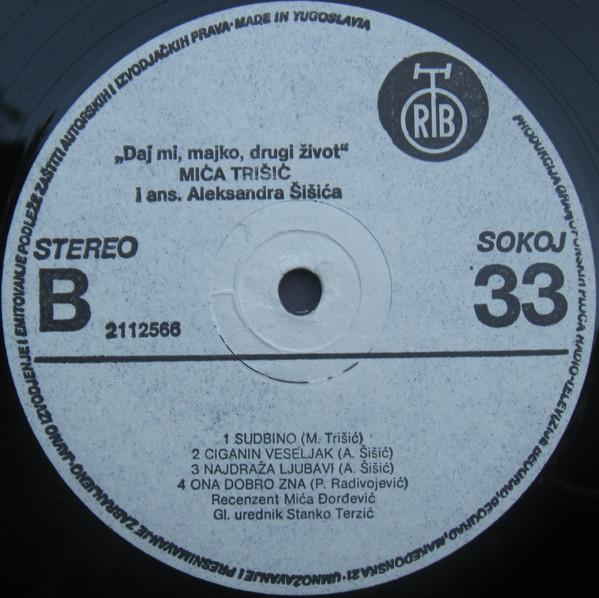 PRODUKCIJA GRAMOFONSKIH PLOČA RADIO-TELEVIZIJE BEOGRAD, BEOGRAD, MAKEDONSKA 21 · UMNOŽAVANJE I PRESNIMAVANJE ZABRANJENO · JAVNO IZVODJENJE I EMITOVANJE PODLEŽE ZAŠTITI AUTORSKIH I IZVODJAČKIH PRAVA · MADE IN YUGOSLAVIA
RTB
„Daj mi, majko, drugi život“
MIĆA TRIŠIĆ
i ans. Aleksandra Šišića
STEREO
SOKOJ
B
33
2112566
1 SUDBINO (M. Trišić)
2 CIGANIN VESELJAK (A. Šišić)
3 NAJDRAŽA LJUBAVI (A. Šišić)
4 ONA DOBRO ZNA (P. Radivojević)
Recenzent Mića Đorđević
Gl. urednik Stanko Terzić